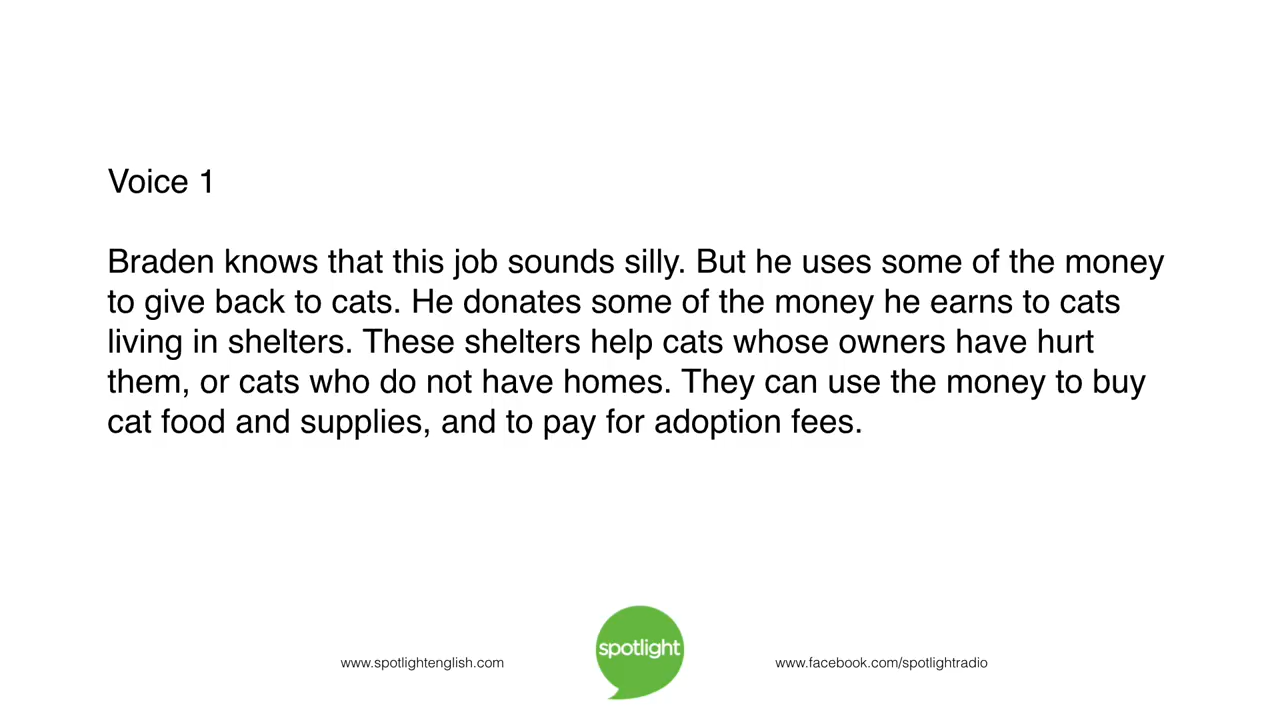 Voice 1
Braden knows that this job sounds silly. But he uses some of the money
to give back to cats. He donates some of the money he earns to cats
living in shelters. These shelters help cats whose owners have hurt
them, or cats who do not have homes. They can use the money to buy
cat food and supplies, and to pay for adoption fees.
www.spotlightenglish.com
spotlight
www.facebook.com/spotlightradio